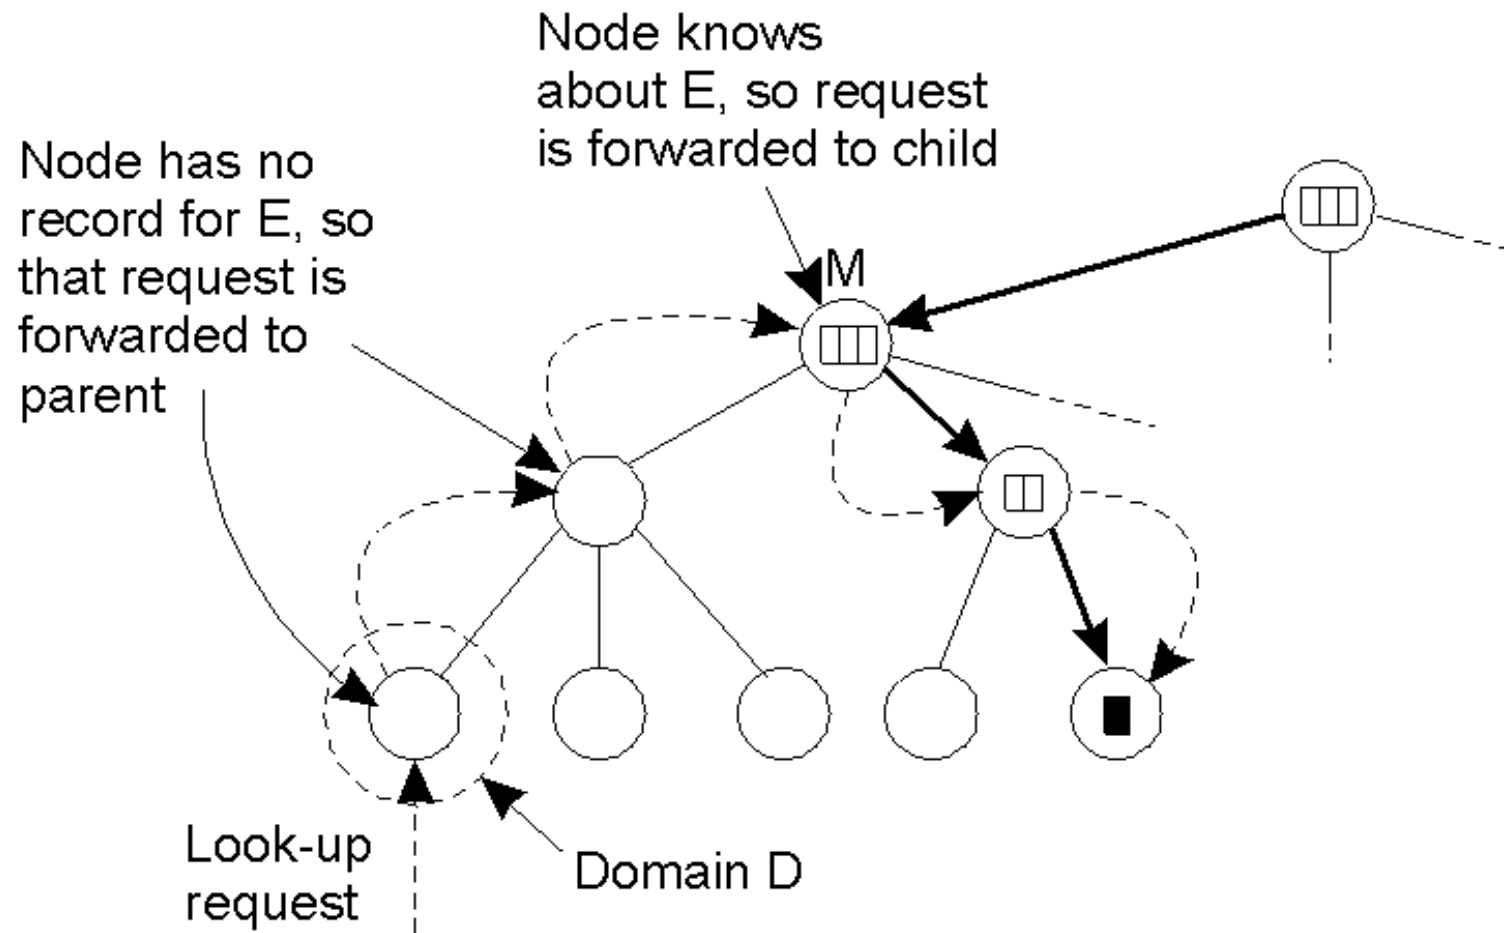 Node knows
about E, so request
is forwarded to child
Node has no
record for E, so
that request is
forwarded to
parent
M
Look-up
request
Domain D